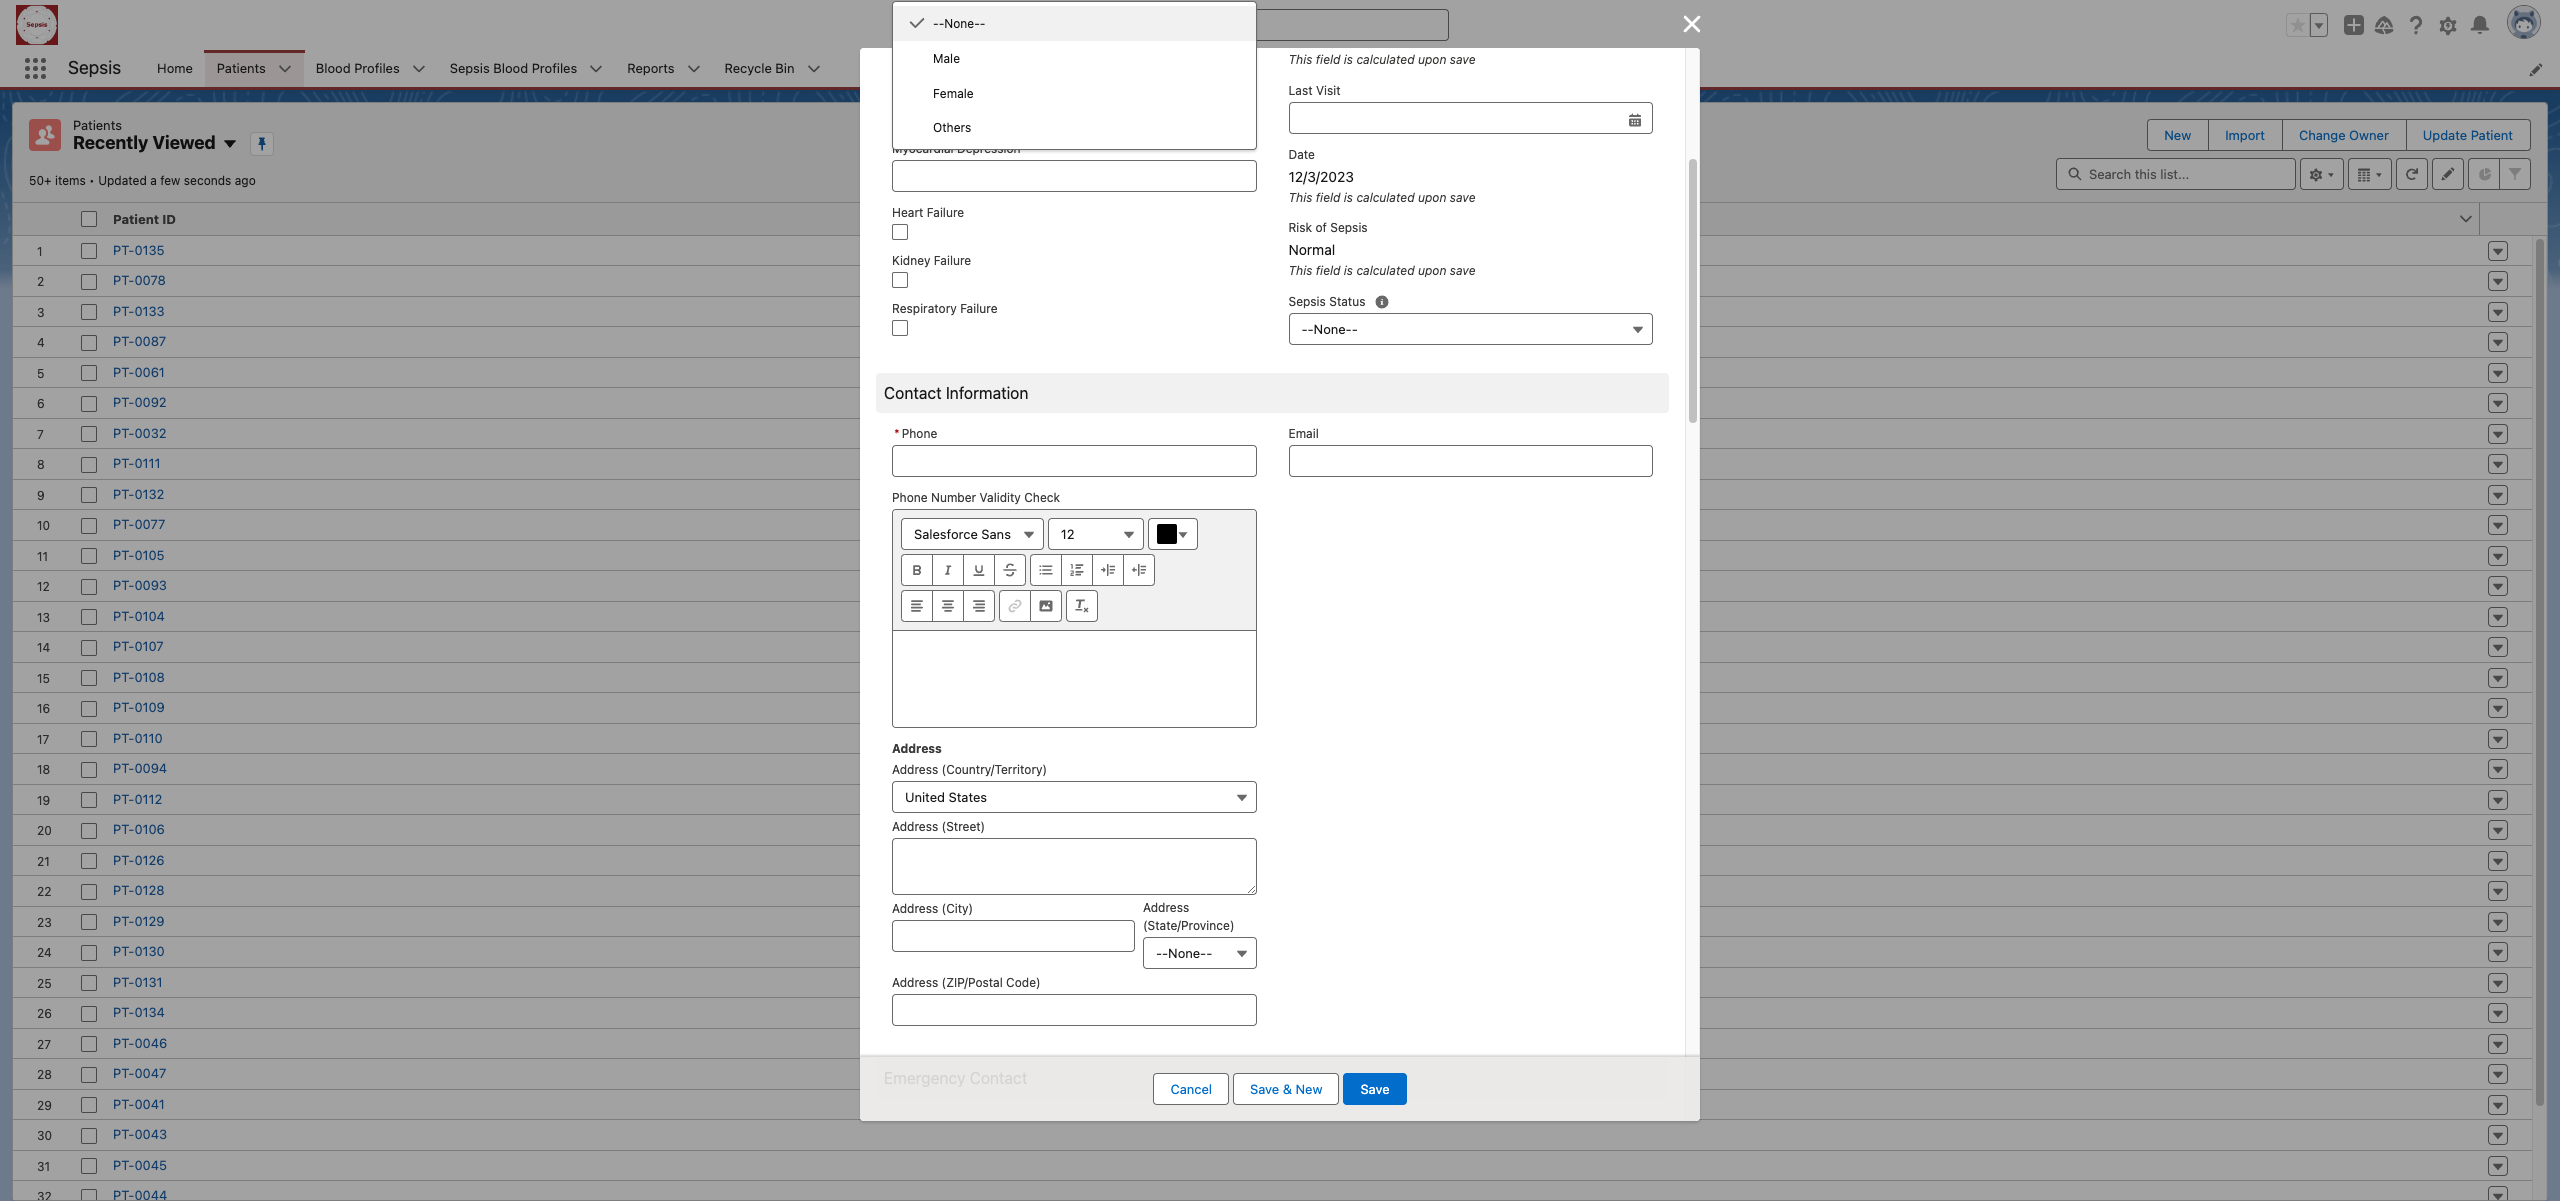 Sepsis
Sepsis
Home
Patients
Blood Profiles
Sepsis Blood Profiles
Reports
Recycle Bin
Patients
Recently Viewed
50+ items • Updated a few seconds ago
New
Import
Change Owner
Update Patient
Search this list...
Patient ID
1 PT-0135
2 PT-0078
3 PT-0133
4 PT-0087
5 PT-0061
6 PT-0092
7 PT-0032
8 PT-0111
9 PT-0132
10 PT-0077
11 PT-0105
12 PT-0093
13 PT-0104
14 PT-0107
15 PT-0108
16 PT-0109
17 PT-0110
18 PT-0094
19 PT-0112
20 PT-0106
21 PT-0126
22 PT-0128
23 PT-0129
24 PT-0130
25 PT-0131
26 PT-0134
27 PT-0046
28 PT-0047
29 PT-0041
30 PT-0043
31 PT-0045
32 PT-0044
--None--
Male
Female
Others
Myocardial Depression
Heart Failure
Kidney Failure
Respiratory Failure
This field is calculated upon save
Last Visit
Date
12/3/2023
This field is calculated upon save
Risk of Sepsis
Normal
This field is calculated upon save
Sepsis Status
--None--
Contact Information
* Phone
Email
Phone Number Validity Check
Salesforce Sans
12
Address
Address (Country/Territory)
United States
Address (Street)
Address (City)
Address
(State/Province)
--None--
Address (ZIP/Postal Code)
Emergency Contact
Cancel
Save & New
Save